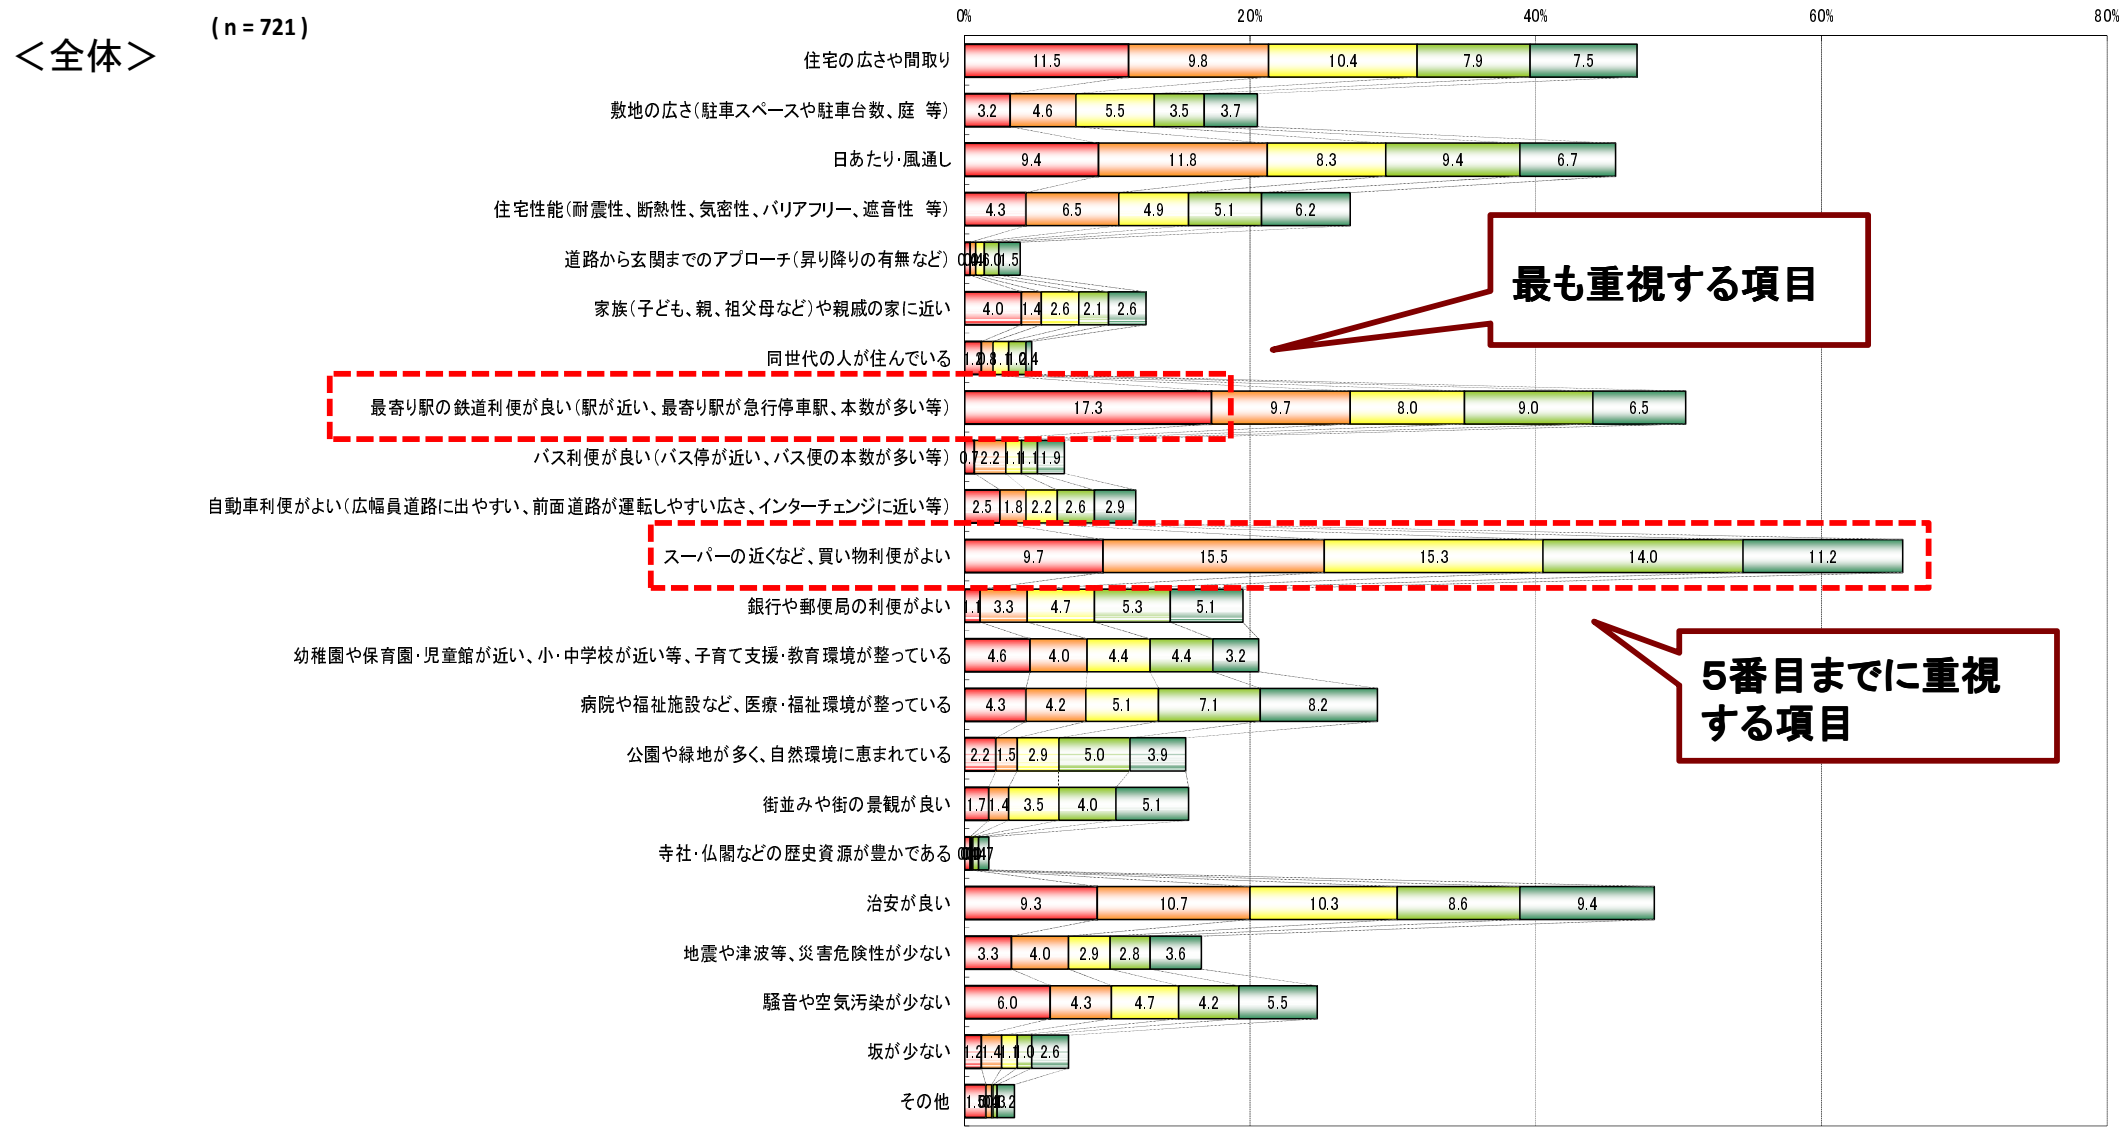 ＜全体＞
( n = 721 )
0% 20% 40% 60% 80%
住宅の広さや間取り 11.5 9.8 10.4 7.9 7.5
敷地の広さ（駐車スペースや駐車台数、庭 等） 3.2 4.6 5.5 3.5 3.7
日あたり・風通し 9.4 11.8 8.3 9.4 6.7
住宅性能（耐震性、断熱性、気密性、バリアフリー、遮音性 等） 4.3 6.5 4.9 5.1 6.2
道路から玄関までのアプローチ（昇り降りの有無など） 1.5
家族（子ども、親、祖父母など）や親戚の家に近い 4.0 1.4 2.6 2.1 2.6
同世代の人が住んでいる
最寄り駅の鉄道利便が良い（駅が近い、最寄り駅が急行停車駅、本数が多い等） 17.3 9.7 8.0 9.0 6.5
バス利便が良い（バス停が近い、バス便の本数が多い等） 0.7 2.2 1.1 1.1 1.9
自動車利便がよい（広幅員道路に出やすい、前面道路が運転しやすい広さ、インターチェンジに近い等） 2.5 1.8 2.2 2.6 2.9
スーパーの近くなど、買い物利便がよい 9.7 15.5 15.3 14.0 11.2
銀行や郵便局の利便がよい 1.1 3.3 4.7 5.3 5.1
幼稚園や保育園・児童館が近い、小・中学校が近い等、子育て支援・教育環境が整っている 4.6 4.0 4.4 4.4 3.2
病院や福祉施設など、医療・福祉環境が整っている 4.3 4.2 5.1 7.1 8.2
公園や緑地が多く、自然環境に恵まれている 2.2 1.5 2.9 5.0 3.9
街並みや街の景観が良い 1.7 1.4 3.5 4.0 5.1
寺社・仏閣などの歴史資源が豊かである
治安が良い 9.3 10.7 10.3 8.6 9.4
地震や津波等、災害危険性が少ない 3.3 4.0 2.9 2.8 3.6
騒音や空気汚染が少ない 6.0 4.3 4.7 4.2 5.5
坂が少ない 1.2 1.4 1.1 1.0 2.6
その他
最も重視する項目
5番目までに重視
する項目